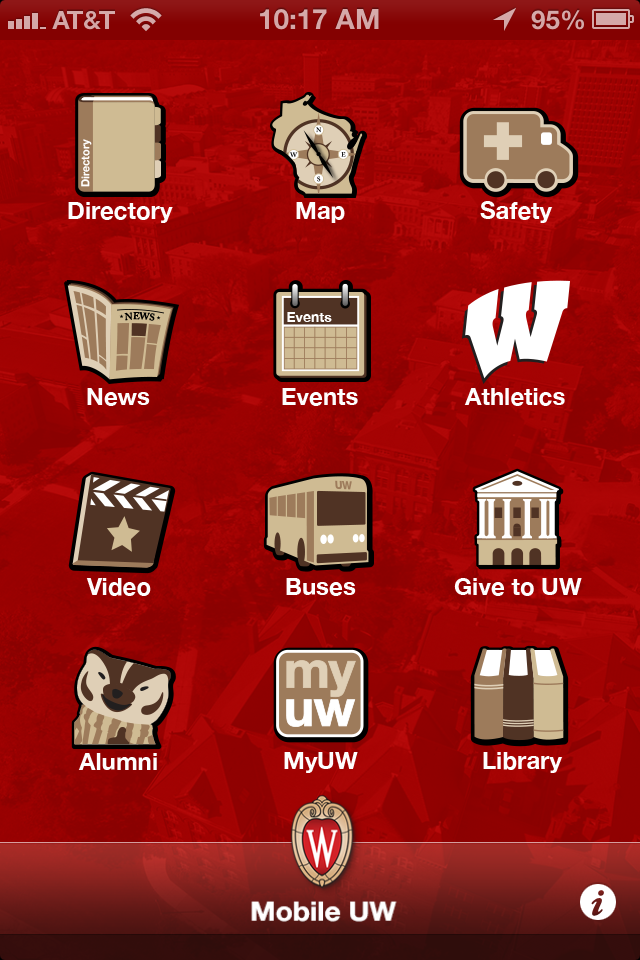 AT&T 10:17 AM 95%
Directory
N
W E
S
Directory Map Safety
NEWS
Events
W
News Events Athletics
UW
Video Buses Give to UW
my
uw
Alumni MyUW Library
W
Mobile UW
i